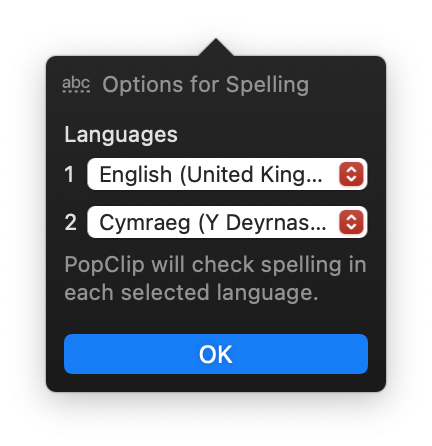 abc Options for Spelling
Languages
1 English (United King...
2 Cymraeg (Y Deyrnas...
PopClip will check spelling in
each selected language.
OK